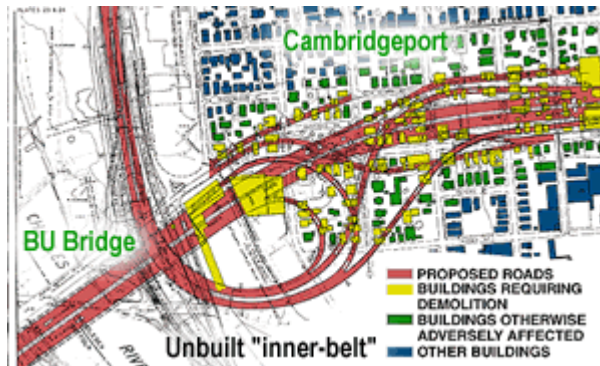 Cambridgeport
BU Bridge
PROPOSED ROADS
BUILDINGS REQUIRING
DEMOLITION
BUILDINGS OTHERWISE
ADVERSELY AFFECTED
OTHER BUILDINGS
Unbuilt "inner-belt"